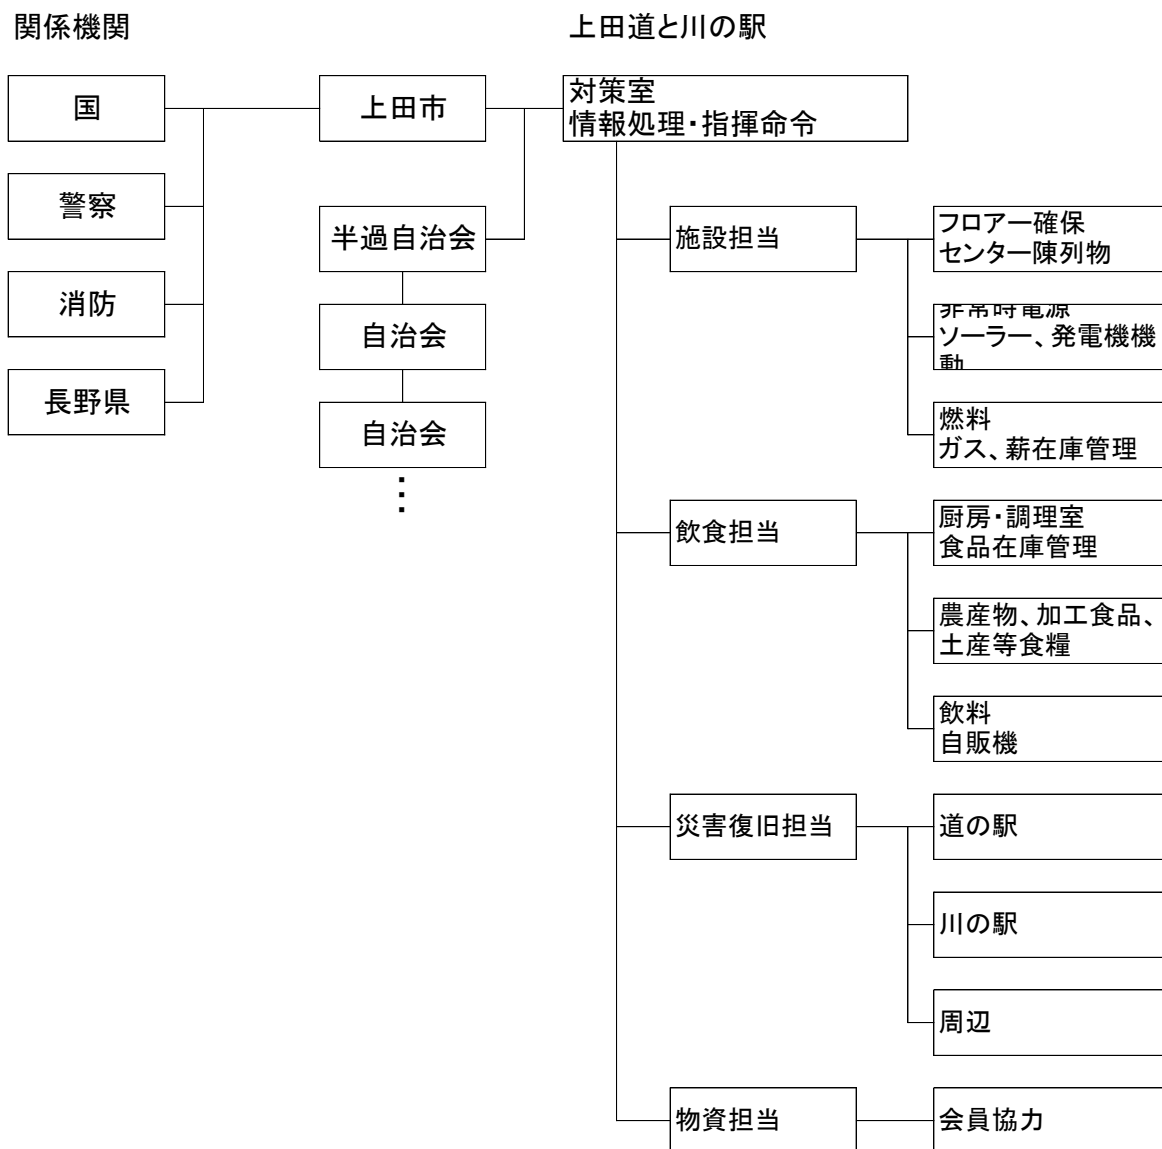 関係機関
上田道と川の駅
国
警察
消防
長野県
上田市
半過自治会
自治会
自治会
⋮
対策室
情報処理・指揮命令
施設担当
フロアー確保
センター陳列物
非常時電源
ソーラー、発電機機
動
燃料
ガス、薪在庫管理
飲食担当
厨房・調理室
食品在庫管理
農産物、加工食品、
土産等食糧
飲料
自販機
災害復旧担当
道の駅
川の駅
周辺
物資担当
会員協力